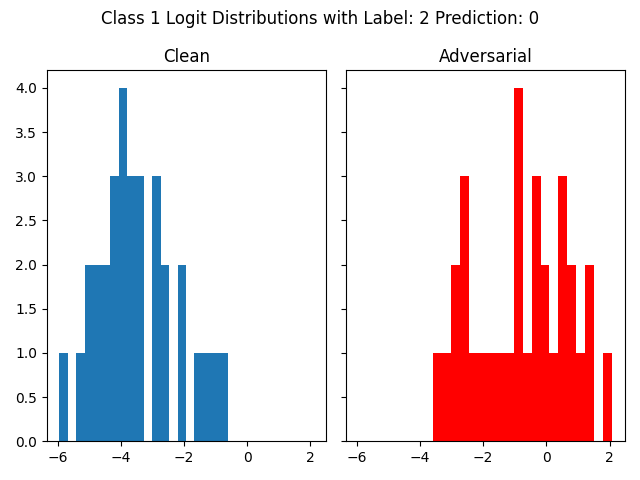 Class 1 Logit Distributions with Label: 2 Prediction: 0
Clean
Adversarial
4.0
3.5
3.0
2.5
2.0
1.5
1.0
0.5
0.0
−6 −4 −2 0 2
−6 −4 −2 0 2